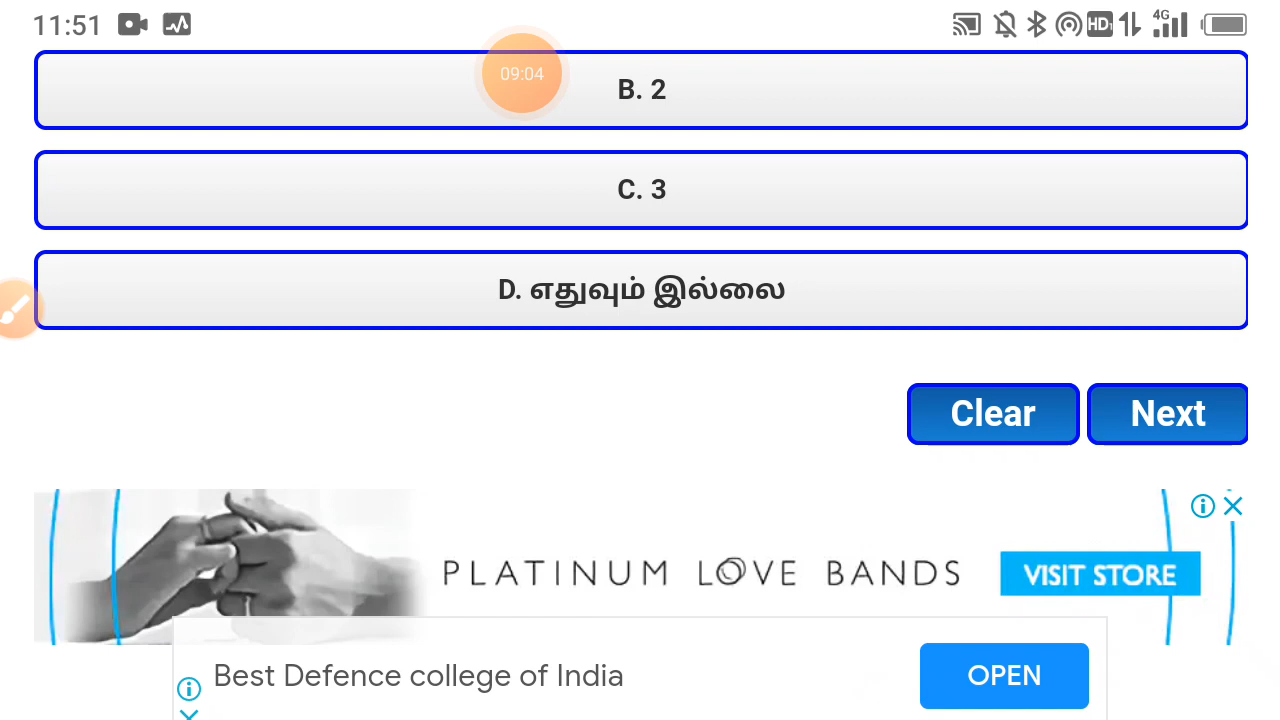 11:51 HD1 4G
09:04
B. 2
C. 3
D. எதுவும் இல்லை
Clear Next
PLATINUM LOVE BANDS VISIT STORE
Best Defence college of India OPEN